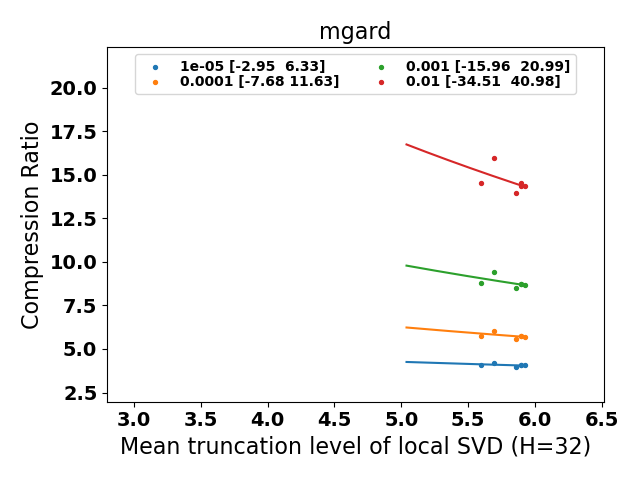 mgard
1e-05 [-2.95  6.33]
0.0001 [-7.68 11.63]
0.001 [-15.96  20.99]
0.01 [-34.51  40.98]
Compression Ratio
20.0
17.5
15.0
12.5
10.0
7.5
5.0
2.5
3.0 3.5 4.0 4.5 5.0 5.5 6.0 6.5
Mean truncation level of local SVD (H=32)